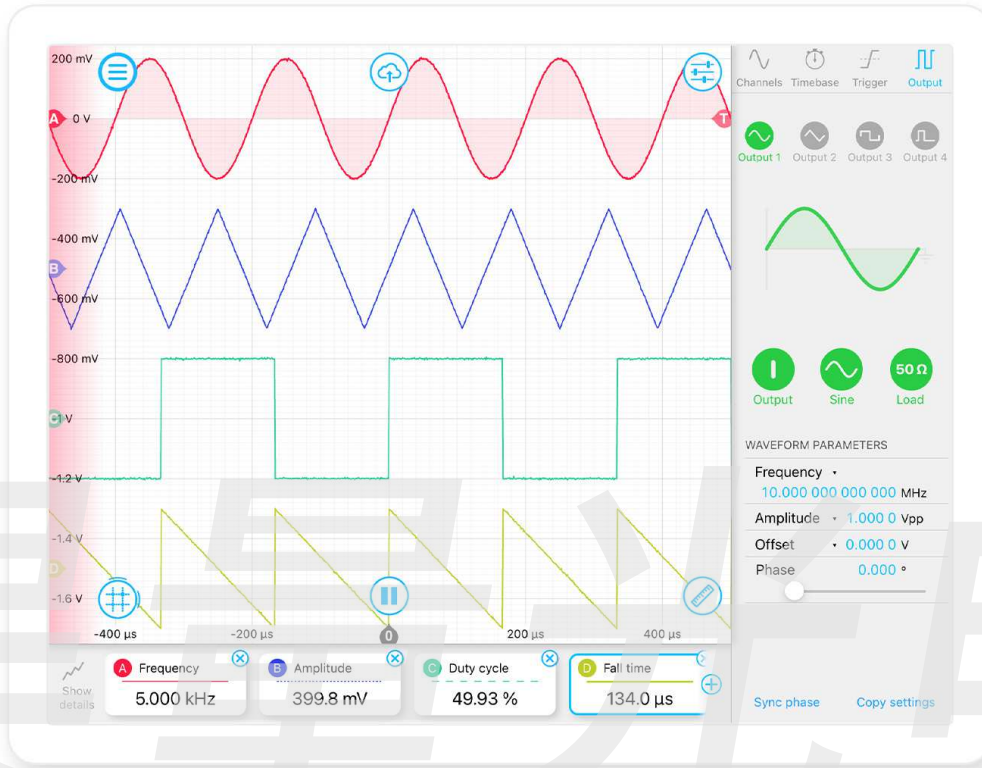 200 mV
A
0 V
T
-200 mV
-400 mV
B
-600 mV
-800 mV
C
-1 V
-1.2 V
-1.4 V
D
-1.6 V
-400 µs
-200 µs
0
200 µs
400 µs
Show
details
A Frequency
5.000 kHz
B Amplitude
399.8 mV
C Duty cycle
49.93 %
D Fall time
134.0 µs
Channels Timebase Trigger Output
Output 1 Output 2 Output 3 Output 4
50 Ω
Output Sine Load
WAVEFORM PARAMETERS
Frequency
10.000 000 000 000 MHz
Amplitude 1.000 0 Vpp
Offset 0.000 0 V
Phase 0.000 °
Sync phase Copy settings